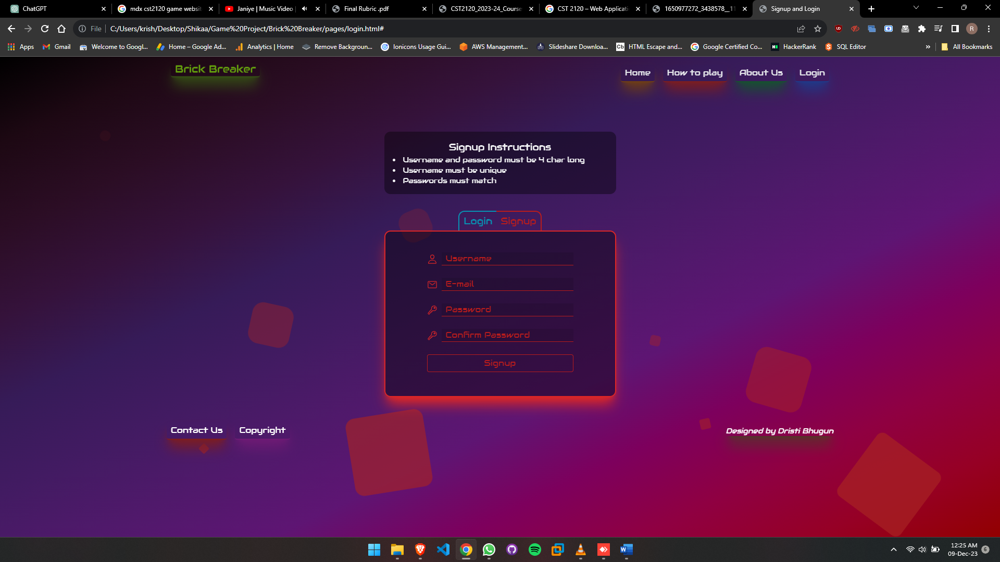 ChatGPT
mdx cst2120 game websit
Janiye | Music Video |
Final Rubric .pdf
CST2120_2023-24_Course
CST 2120 – Web Applicati
1650977272_3438578__11
Signup and Login
File
C:/Users/krish/Desktop/Shikaa/Game%20Project/Brick%20Breaker/pages/login.html#
R
Apps
Gmail
Welcome to Googl...
Home – Google Ad...
Analytics | Home
Remove Backgroun...
Ionicons Usage Gui...
AWS Management...
Slideshare Downloa...
Cb
HTML Escape and...
Google Certified Co...
HackerRank
SQL Editor
»
All Bookmarks
Brick Breaker
Home
How to play
About Us
Login
Signup Instructions
• Username and password must be 4 char long
• Username must be unique
• Passwords must match
Login
Signup
Username
E-mail
Password
Confirm Password
Signup
Contact Us
Copyright
Designed by Dristi Bhugun
12:25 AM
09-Dec-23
6